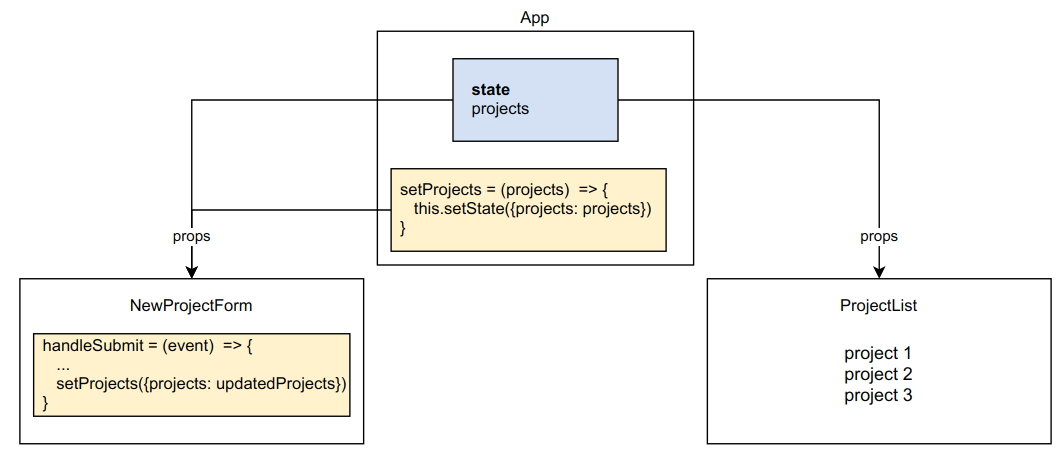 App
state
projects
setProjects = (projects)  => {
this.setState({projects: projects})
}
props
props
NewProjectForm
handleSubmit = (event)  => {
...
setProjects({projects: updatedProjects})
}
ProjectList
project 1
project 2
project 3